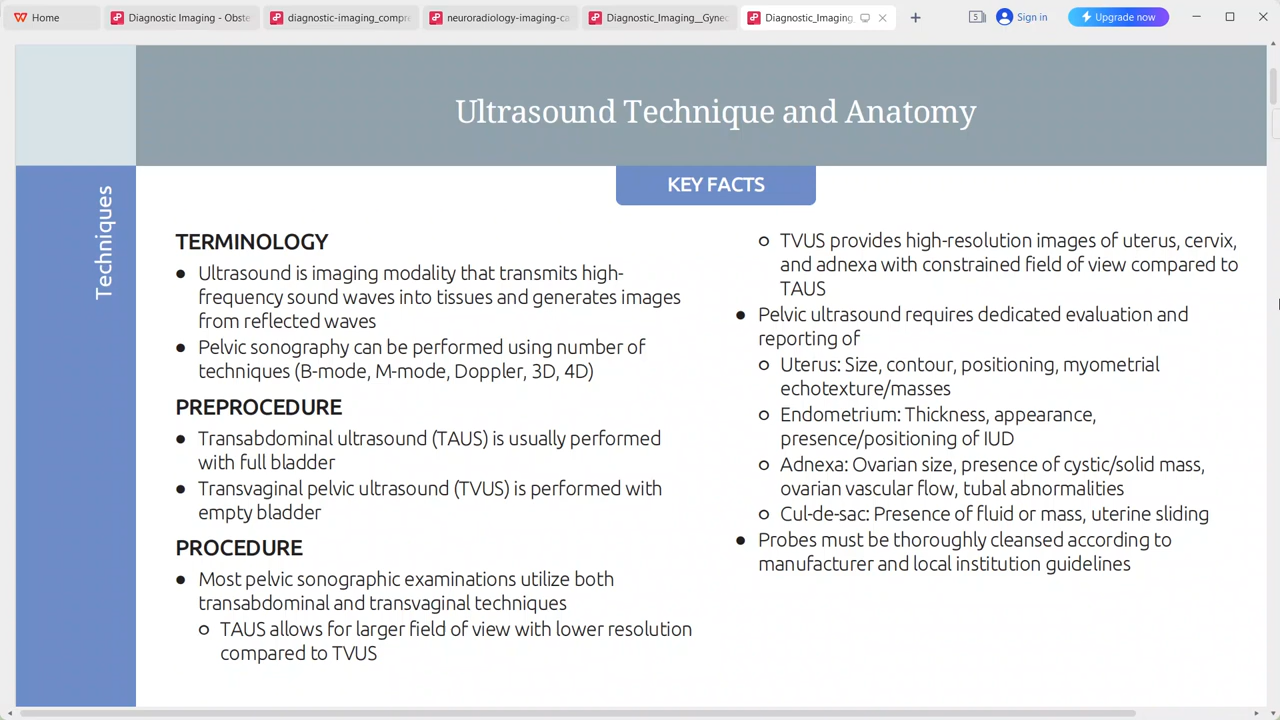 Home
Diagnostic Imaging - Obste
diagnostic-imaging_compre
neuroradiology-imaging-ca
Diagnostic_Imaging__Gynec
Diagnostic_Imaging_
5
Sign in
Upgrade now
Ultrasound Technique and Anatomy
Techniques
KEY FACTS
TERMINOLOGY
● Ultrasound is imaging modality that transmits high-
frequency sound waves into tissues and generates images
from reflected waves
● Pelvic sonography can be performed using number of
techniques (B-mode, M-mode, Doppler, 3D, 4D)
PREPROCEDURE
● Transabdominal ultrasound (TAUS) is usually performed
with full bladder
● Transvaginal pelvic ultrasound (TVUS) is performed with
empty bladder
PROCEDURE
● Most pelvic sonographic examinations utilize both
transabdominal and transvaginal techniques
○ TAUS allows for larger field of view with lower resolution
compared to TVUS
○ TVUS provides high-resolution images of uterus, cervix,
and adnexa with constrained field of view compared to
TAUS
● Pelvic ultrasound requires dedicated evaluation and
reporting of
○ Uterus: Size, contour, positioning, myometrial
echotexture/masses
○ Endometrium: Thickness, appearance,
presence/positioning of IUD
○ Adnexa: Ovarian size, presence of cystic/solid mass,
ovarian vascular flow, tubal abnormalities
○ Cul-de-sac: Presence of fluid or mass, uterine sliding
● Probes must be thoroughly cleansed according to
manufacturer and local institution guidelines